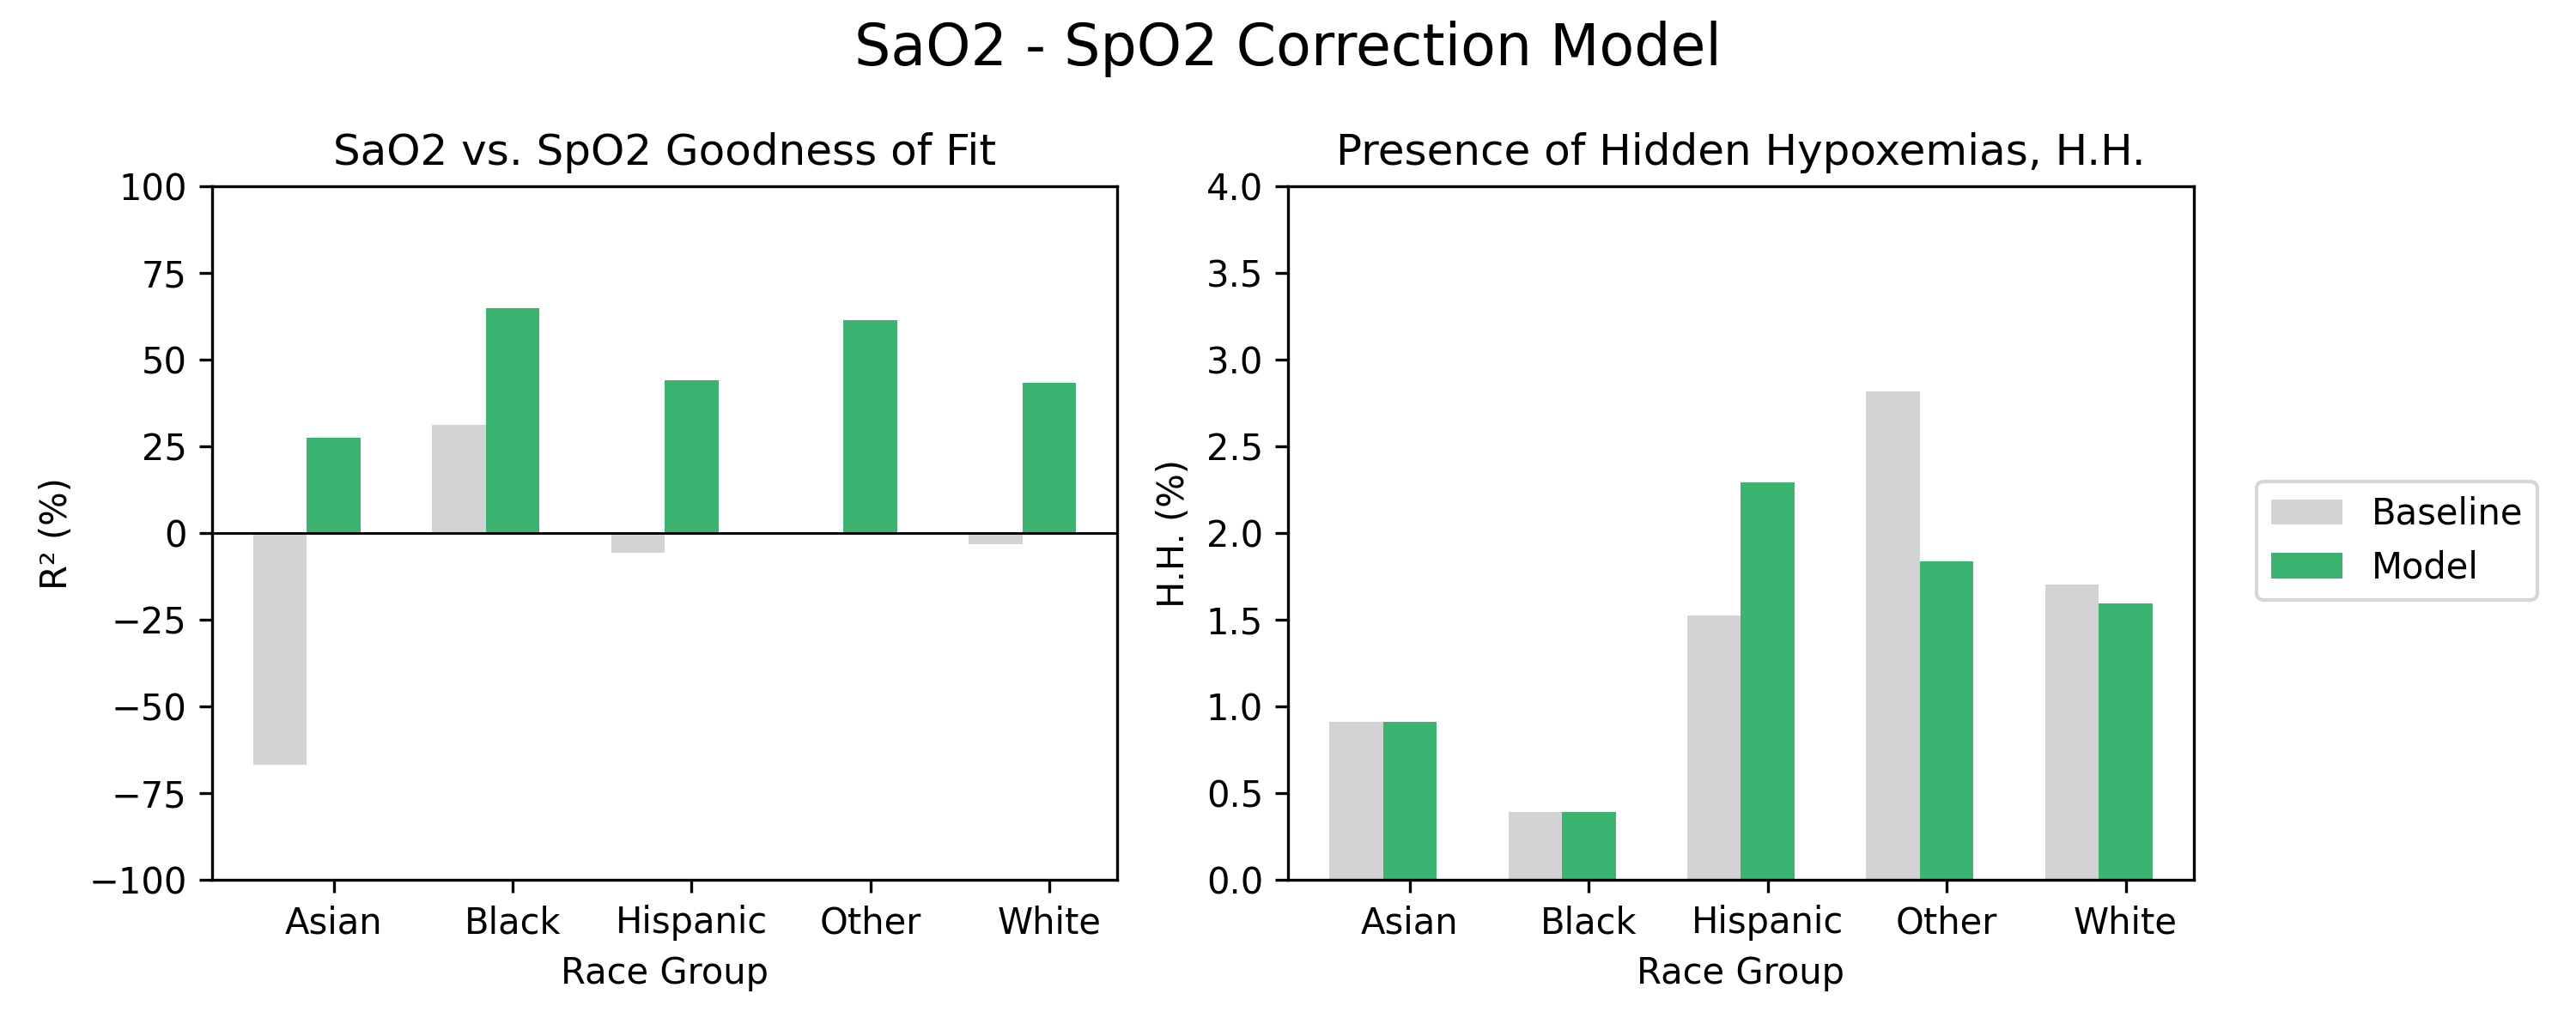 SaO2 - SpO2 Correction Model
SaO2 vs. SpO2 Goodness of Fit
100
75
50
25
0
−25
−50
−75
−100
R² (%)
Asian Black Hispanic Other White
Race Group
Presence of Hidden Hypoxemias, H.H.
4.0
3.5
3.0
2.5
2.0
1.5
1.0
0.5
0.0
H.H. (%)
Asian Black Hispanic Other White
Race Group
Baseline
Model